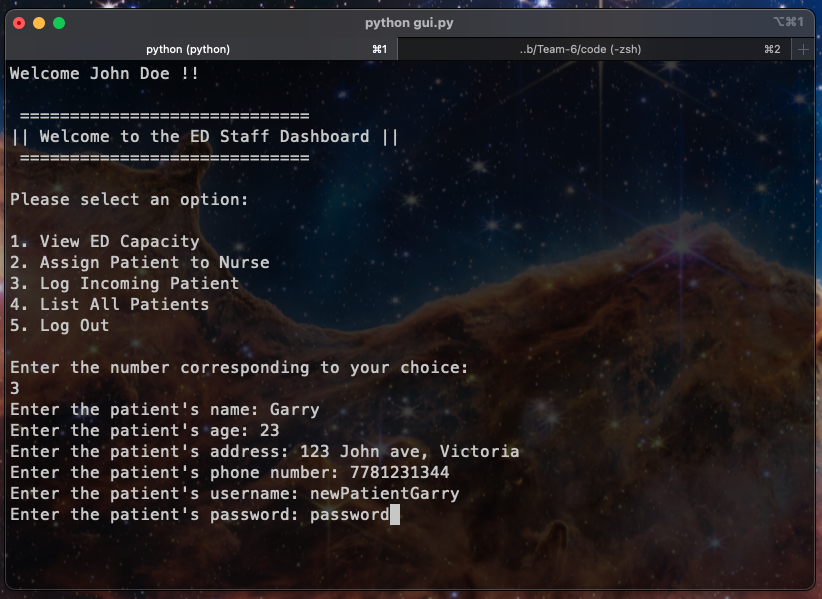 python gui.py
⌥⌘1
python (python) ⌘1
..b/Team-6/code (-zsh) ⌘2
Welcome John Doe !!
=============================
|| Welcome to the ED Staff Dashboard ||
=============================
Please select an option:
1. View ED Capacity
2. Assign Patient to Nurse
3. Log Incoming Patient
4. List All Patients
5. Log Out
Enter the number corresponding to your choice:
3
Enter the patient's name: Garry
Enter the patient's age: 23
Enter the patient's address: 123 John ave, Victoria
Enter the patient's phone number: 7781231344
Enter the patient's username: newPatientGarry
Enter the patient's password: password